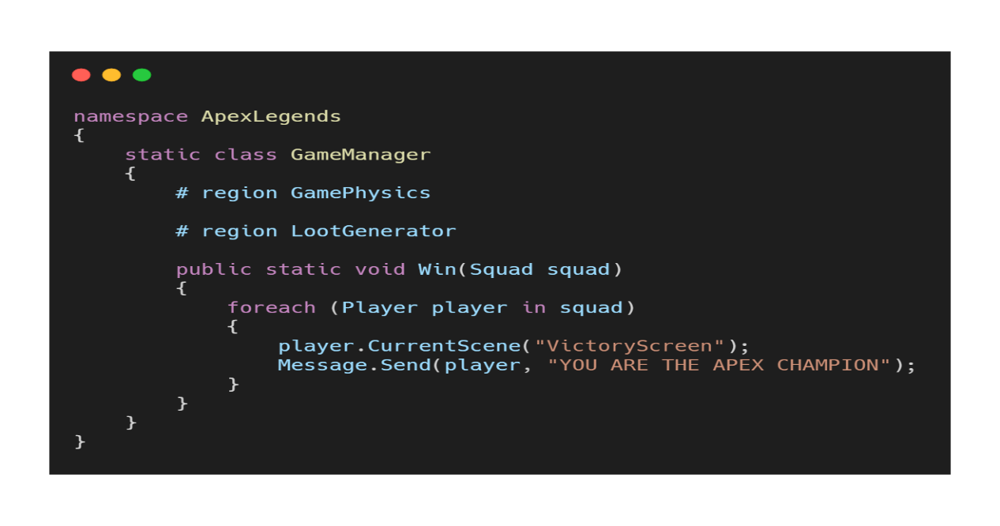 namespace ApexLegends
{
    static class GameManager
    {
        # region GamePhysics

        # region LootGenerator

        public static void Win(Squad squad)
        {
            foreach (Player player in squad)
            {
                player.CurrentScene("VictoryScreen");
                Message.Send(player, "YOU ARE THE APEX CHAMPION");
            }
        }
    }
}